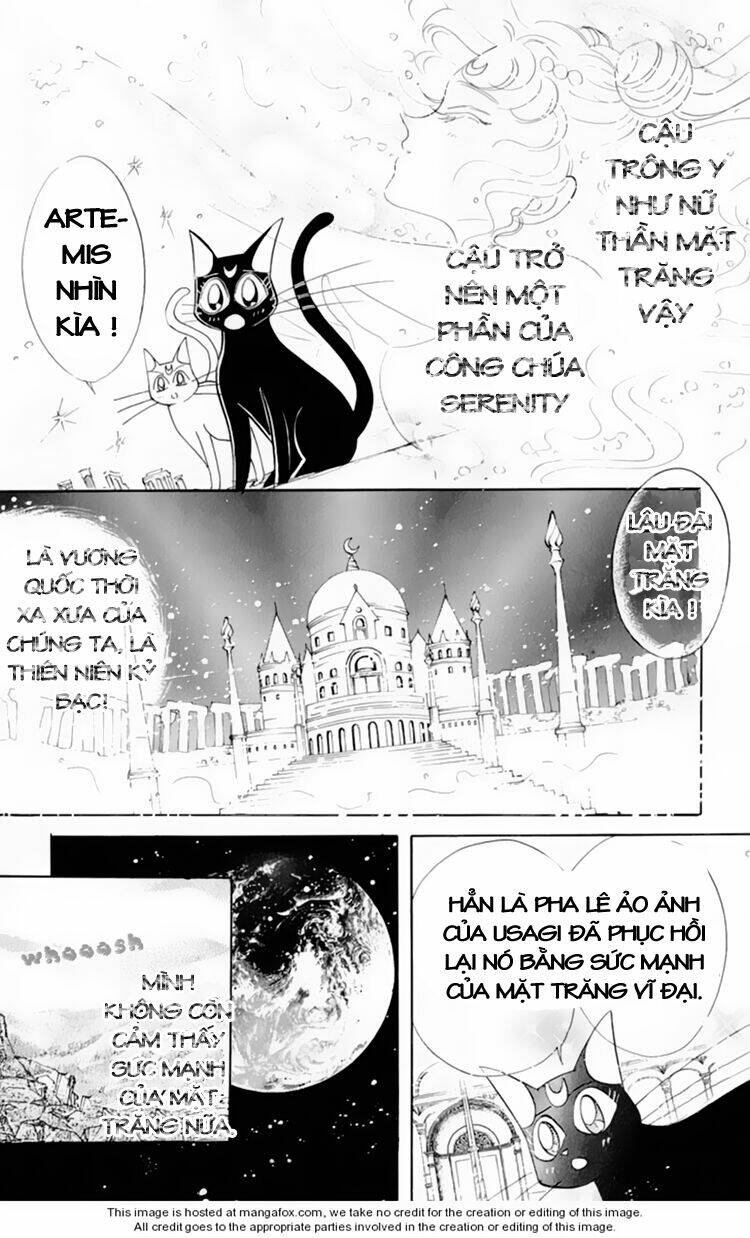 CẬU
TRÔNG Y
NHƯ NỮ
THẦN MẶT
TRĂNG
VẬY
CẬU TRỞ
NÊN MỘT
PHẦN CỦA
CÔNG CHÚA
SERENITY
ARTE-
MIS
NHÌN
KÌA !
LÂU ĐÀI
MẶT
TRĂNG
KÌA !
LÀ VƯƠNG
QUỐC THỜI
XA XƯA CỦA
CHÚNG TA, LÀ
THIÊN NIÊN KỶ
BẠC!
HẲN LÀ PHA LÊ ẢO ẢNH
CỦA USAGI ĐÃ PHỤC HỒI
LẠI NÓ BẰNG SỨC MẠNH
CỦA MẶT TRĂNG VĨ ĐẠI.
whooosh
MÌNH
KHÔNG CÒN
CẢM THẤY
SƯC MẠNH
CỦA MẶT
TRĂNG NỮA.
This image is hosted at mangafox.com, we take no credit for the creation or editing of this image.
All credit goes to the appropriate parties involved in the creation or editing of this image.